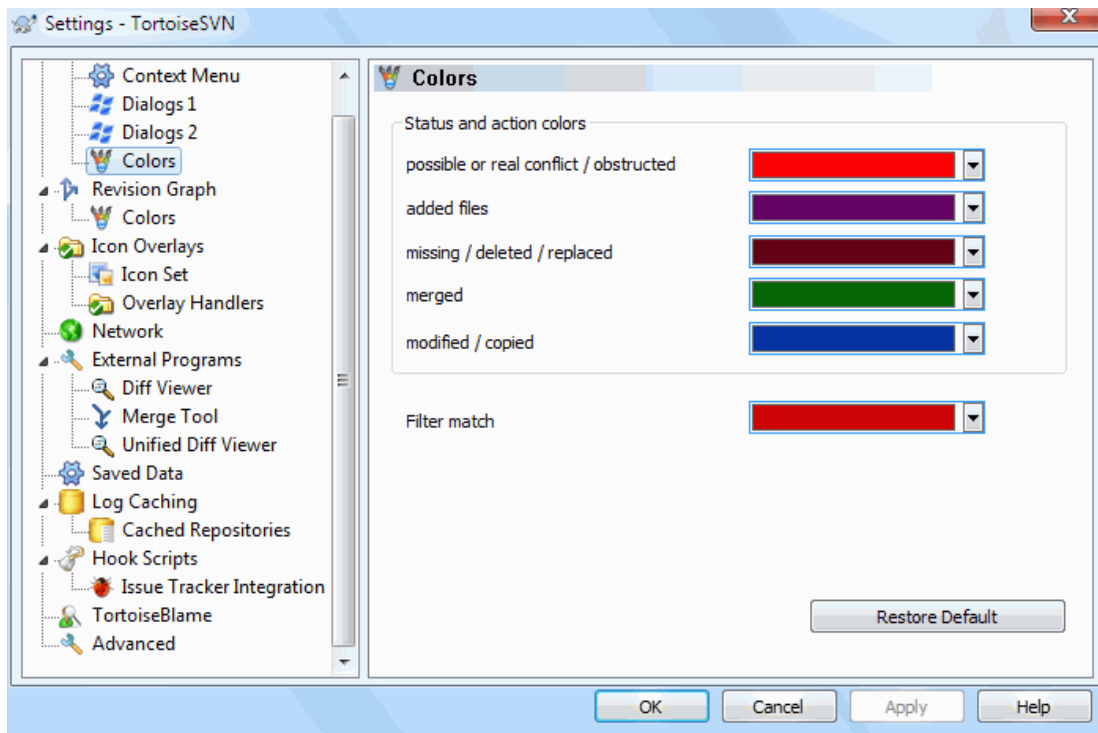 Settings - TortoiseSVN
Context Menu
Dialogs 1
Dialogs 2
Colors
Revision Graph
Colors
Icon Overlays
Icon Set
Overlay Handlers
Network
External Programs
Diff Viewer
Merge Tool
Unified Diff Viewer
Saved Data
Log Caching
Cached Repositories
Hook Scripts
Issue Tracker Integration
TortoiseBlame
Advanced
Colors
Status and action colors
possible or real conflict / obstructed
added files
missing / deleted / replaced
merged
modified / copied
Filter match
Restore Default
OK
Cancel
Apply
Help